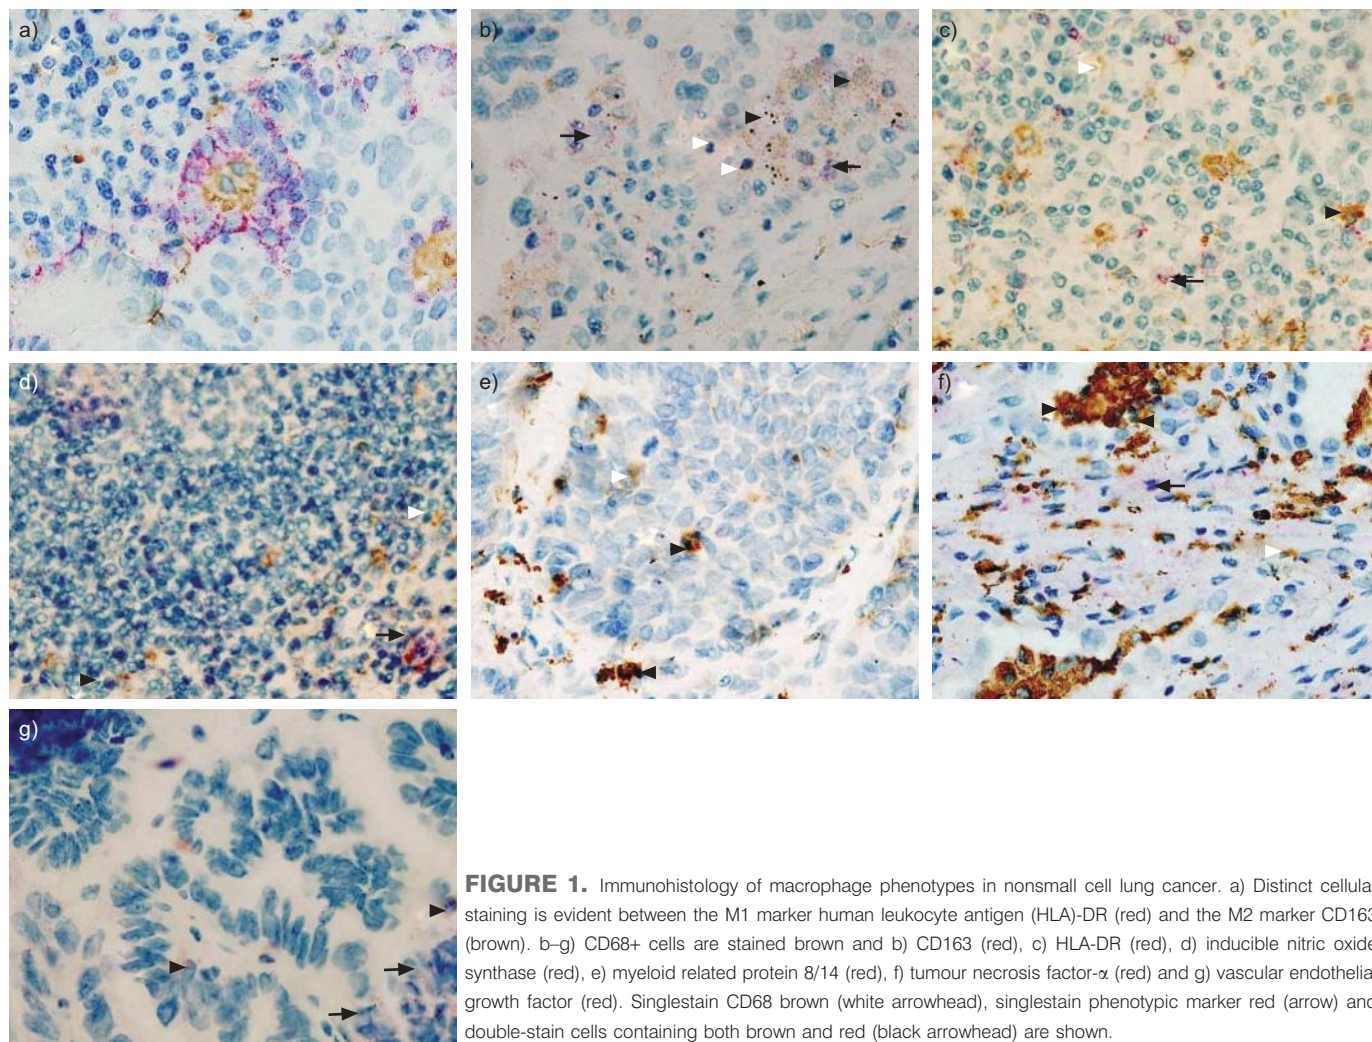 a)
b)
c)
d)
e)
f)
g)
FIGURE 1. Immunohistology of macrophage phenotypes in nonsmall cell lung cancer. a) Distinct cellula
staining is evident between the M1 marker human leukocyte antigen (HLA)-DR (red) and the M2 marker CD163
(brown). b–g) CD68+ cells are stained brown and b) CD163 (red), c) HLA-DR (red), d) inducible nitric oxide
synthase (red), e) myeloid related protein 8/14 (red), f) tumour necrosis factor-α (red) and g) vascular endothelia
growth factor (red). Singlestain CD68 brown (white arrowhead), singlestain phenotypic marker red (arrow) and
double-stain cells containing both brown and red (black arrowhead) are shown.